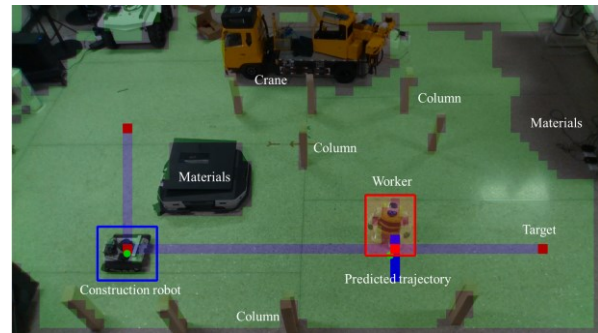 Crane
Column
Materials
Column
Materials
Worker
Target
Predicted trajectory
Construction robot
Column